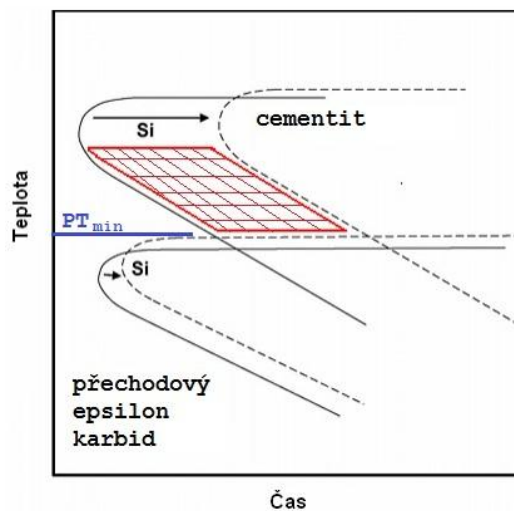 Si
cementit
Teplota
PTmin
Si
přechodový
epsilon
karbid
Čas